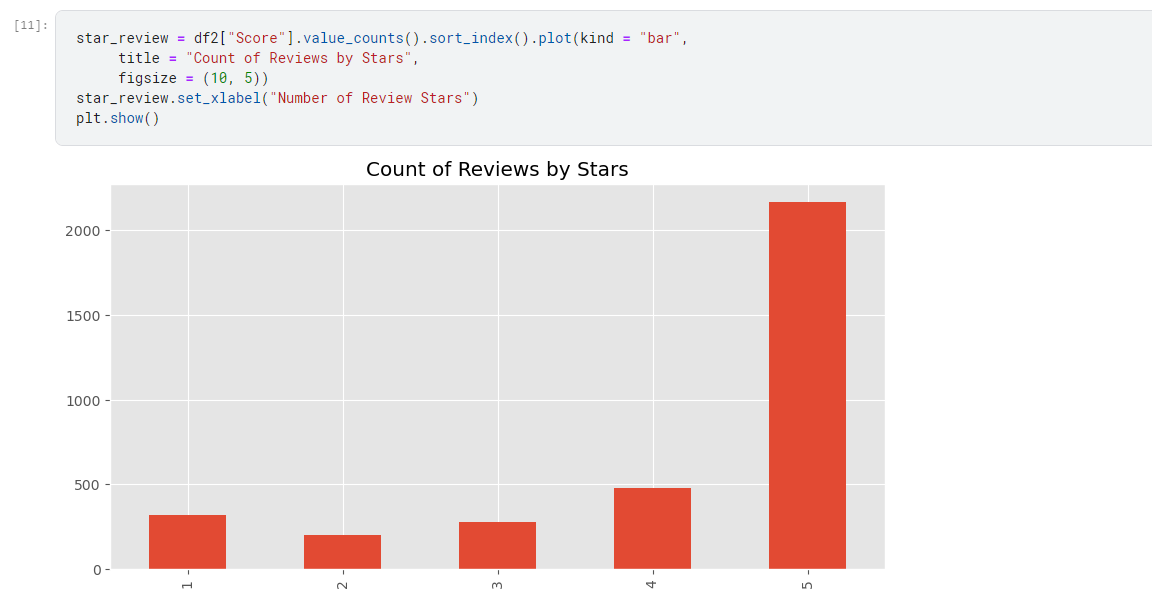 [11]:
star_review = df2["Score"].value_counts().sort_index().plot(kind = "bar",
title = "Count of Reviews by Stars",
figsize = (10, 5))
star_review.set_xlabel("Number of Review Stars")
plt.show()
Count of Reviews by Stars
2000
1500
1000
500
0
1 2 3 4 5